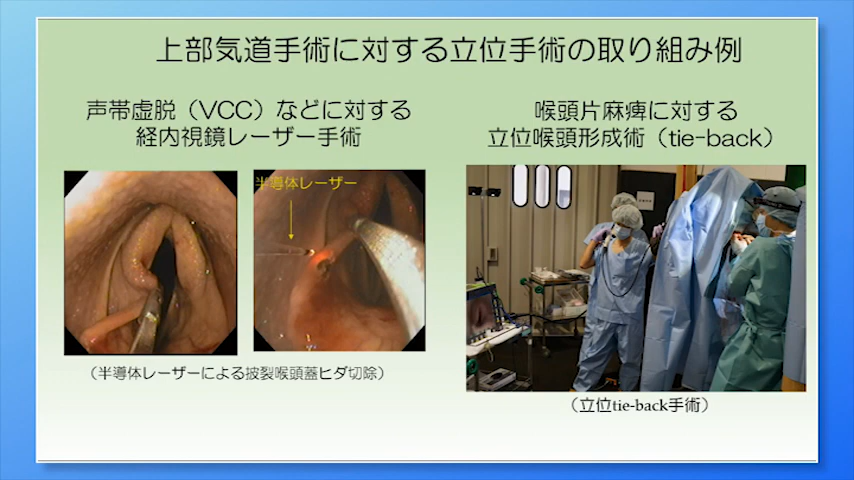 上部気道手術に対する立位手術の取り組み例
声帯虚脱（VCC）などに対する
経内視鏡レーザー手術
半導体レーザー
（半導体レーザーによる披裂喉頭蓋ヒダ切除）
喉頭片麻痺に対する
立位喉頭形成術（tie-back）
（立位tie-back手術）